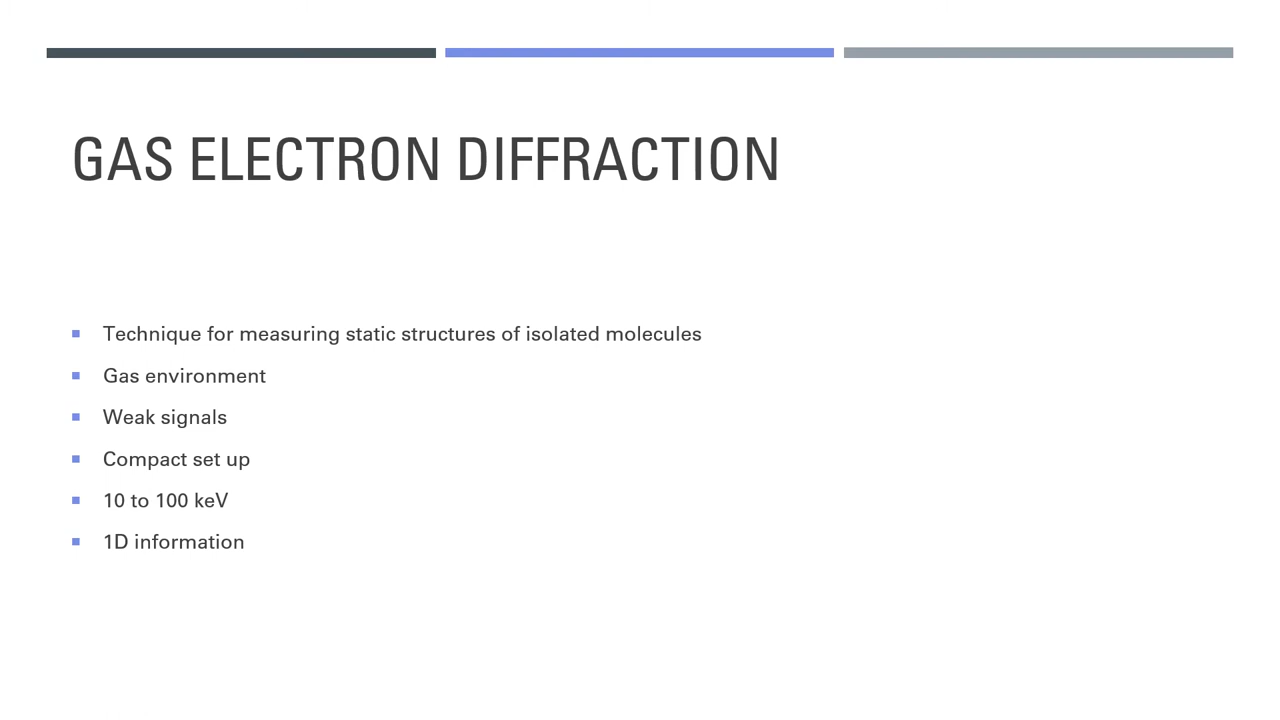 GAS ELECTRON DIFFRACTION
Technique for measuring static structures of isolated molecules
Gas environment
Weak signals
Compact set up
10 to 100 keV
1D information